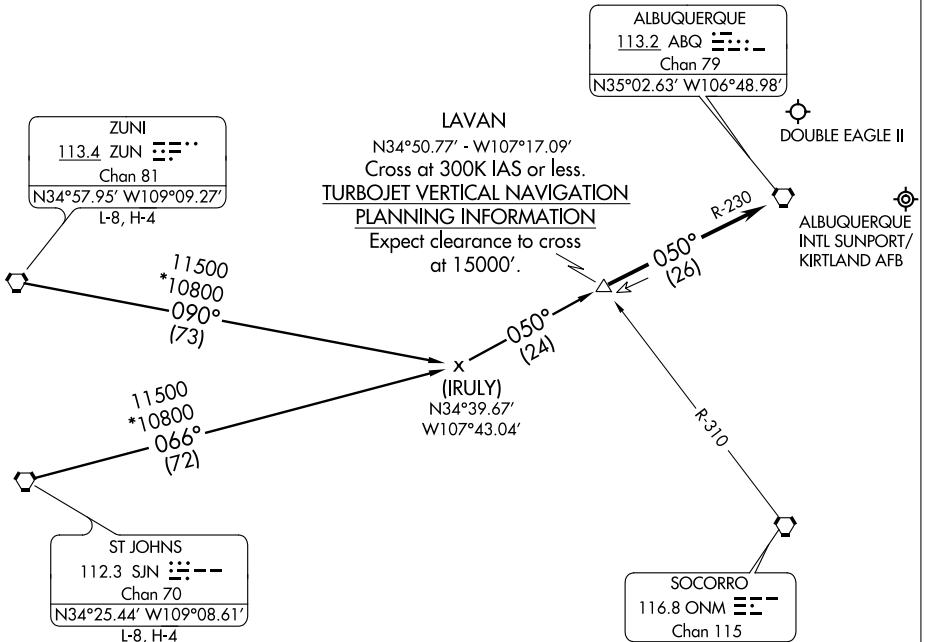 ALBUQUERQUE
113.2 ABQ
Chan 79
N35°02.63' W106°48.98'
DOUBLE EAGLE II
ALBUQUERQUE
INTL SUNPORT/
KIRTLAND AFB
ZUNI
113.4 ZUN
Chan 81
N34°57.95' W109°09.27'
L-8, H-4
LAVAN
N34°50.77' - W107°17.09'
Cross at 300K IAS or less.
TURBOJET VERTICAL NAVIGATION
PLANNING INFORMATION
Expect clearance to cross
at 15000'.
R-230
050°
(26)
11500
*10800
090°
(73)
050°
(24)
x
(IRULY)
N34°39.67'
W107°43.04'
11500
*10800
066°
(72)
R-310
ST JOHNS
112.3 SJN
Chan 70
N34°25.44' W109°08.61'
L-8, H-4
SOCORRO
116.8 ONM
Chan 115